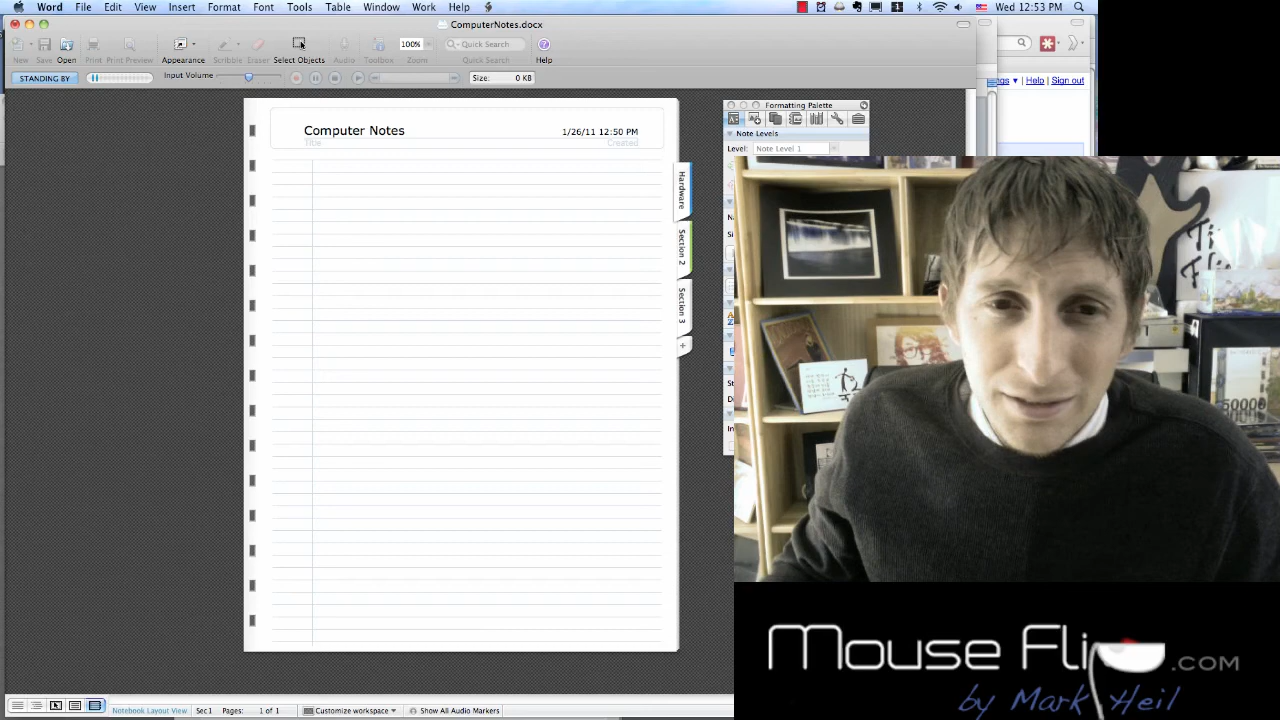 Word File Edit View Insert Format Font Tools Table Window Work Help
Wed 12:53 PM
ComputerNotes.docx
100%
Quick Search
New Save Open Print Print Preview Appearance Scribble Eraser Select Objects Audio Toolbox Zoom Quick Search Help
STANDING BY
Input Volume
Size: 0 KB
Help Sign out
Formatting Palette
Note Levels
Level: Note Level 1
Computer Notes
1/26/11 12:50 PM
Title
Created
Hardware
Section 2
Section 3
50000
Mouse Flip.com
by Mark Heil
Notebook Layout View
Sec 1
Pages: 1 of 1
Customize workspace
Show All Audio Markers